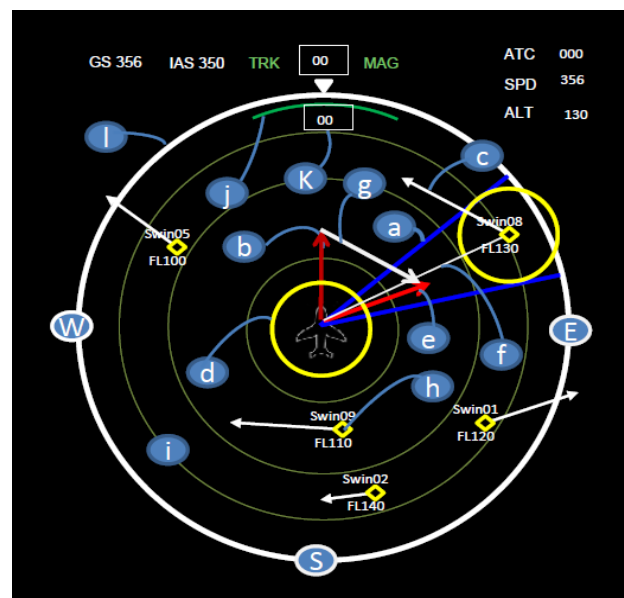 GS 356 IAS 350 TRK 00 MAG
ATC 000
SPD 356
ALT 130
00
l
j
K
g
c
a
b
Swin08
FL130
Swin05
FL100
W
E
d
e
f
h
Swin09
FL110
Swin01
FL120
i
Swin02
FL140
S